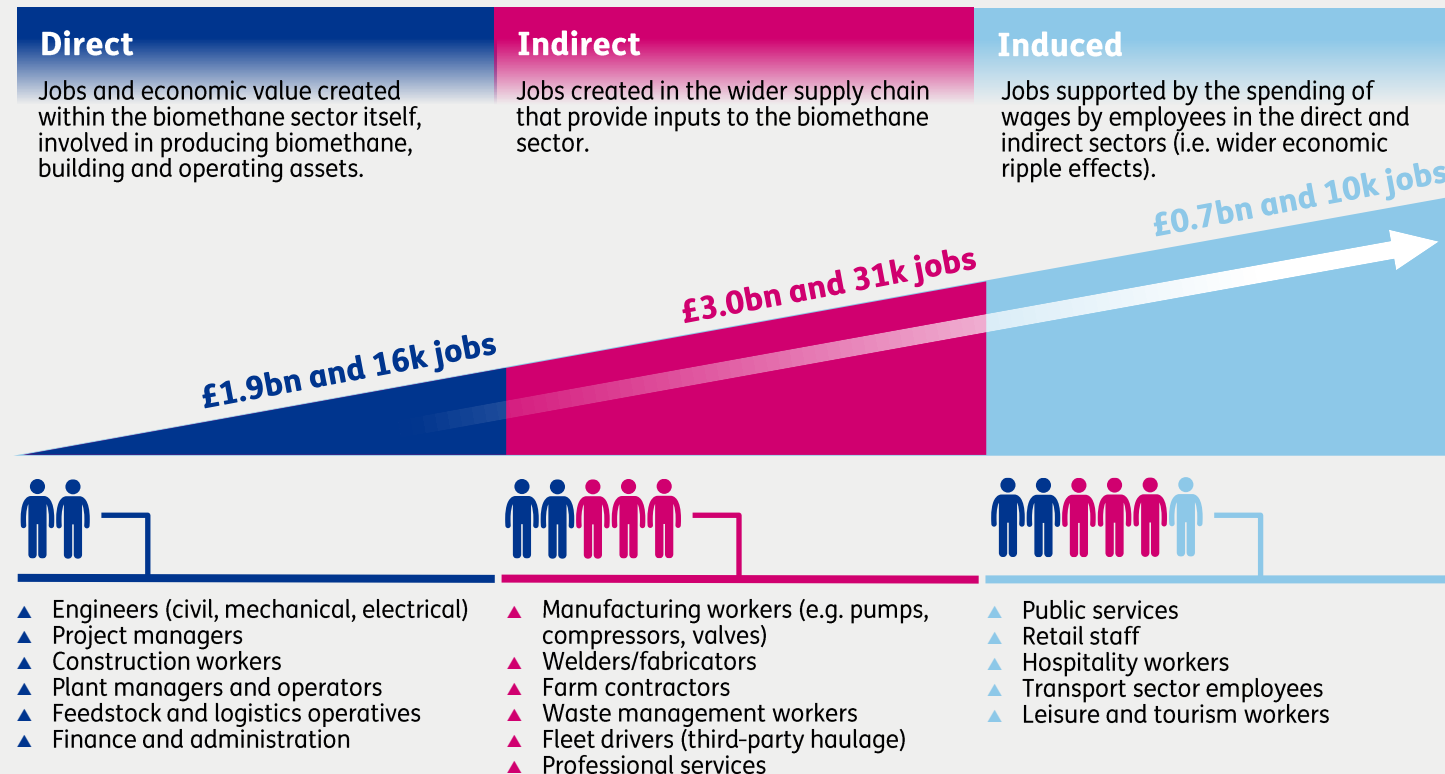 Direct
Jobs and economic value created
within the biomethane sector itself,
involved in producing biomethane,
building and operating assets.
Indirect
Jobs created in the wider supply chain
that provide inputs to the biomethane
sector.
Induced
Jobs supported by the spending of
wages by employees in the direct and
indirect sectors (i.e. wider economic
ripple effects).
£1.9bn and 16k jobs
£3.0bn and 31k jobs
£0.7bn and 10k jobs
Engineers (civil, mechanical, electrical)
Project managers
Construction workers
Plant managers and operators
Feedstock and logistics operatives
Finance and administration
Manufacturing workers (e.g. pumps,
compressors, valves)
Welders/fabricators
Farm contractors
Waste management workers
Fleet drivers (third-party haulage)
Professional services
Public services
Retail staff
Hospitality workers
Transport sector employees
Leisure and tourism workers